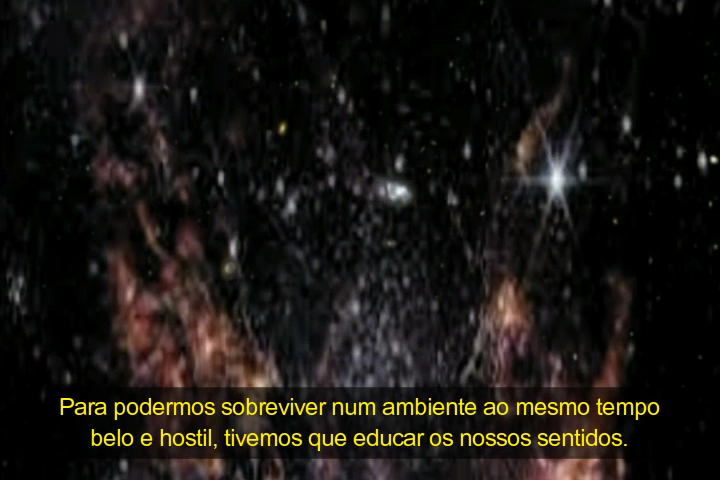 Para podermos sobreviver num ambiente ao mesmo tempo
belo e hostil, tivemos que educar os nossos sentidos.